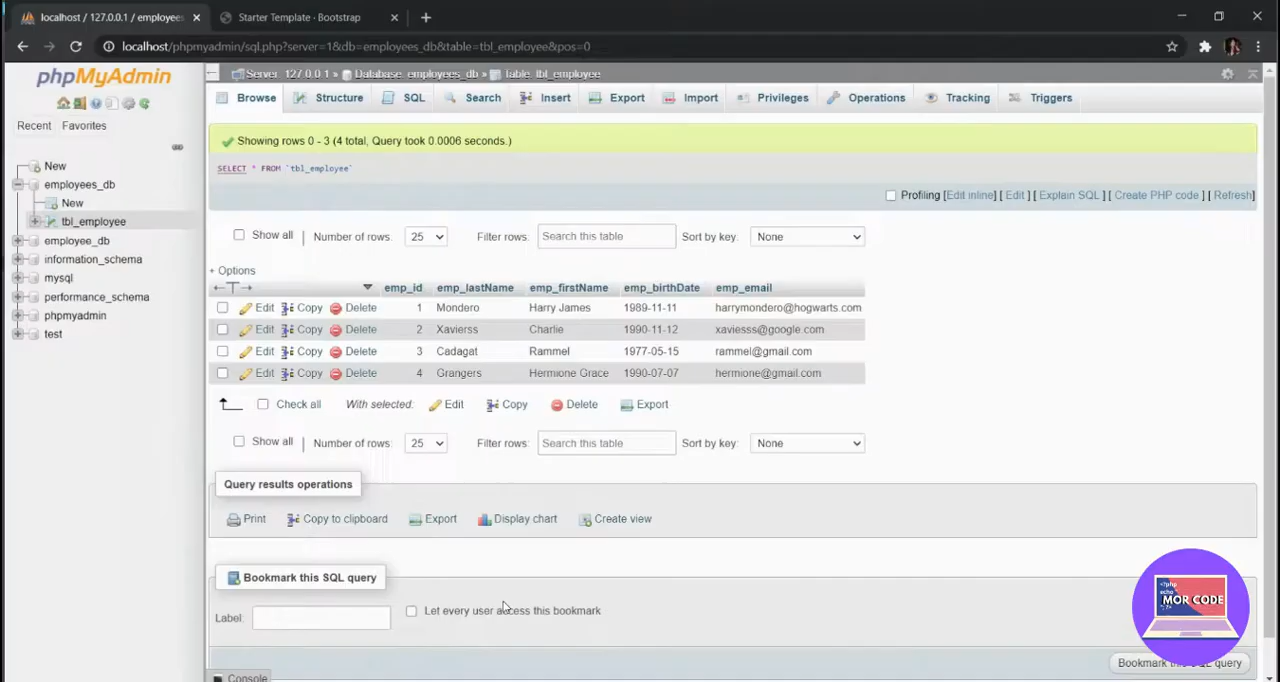 localhost / 127.0.0.1 / employees
Starter Template · Bootstrap
localhost/phpmyadmin/sql.php?server=1&db=employees_db&table=tbl_employee&pos=0
phpMyAdmin
Server: 127.0.0.1 » Database: employees_db » Table: tbl_employee
Browse Structure SQL Search Insert Export Import Privileges Operations Tracking Triggers
Recent Favorites
New
employees_db
New
tbl_employee
employee_db
information_schema
mysql
performance_schema
phpmyadmin
test
Showing rows 0 - 3 (4 total, Query took 0.0006 seconds.)
SELECT * FROM `tbl_employee`
Profiling [Edit inline] [ Edit ] [ Explain SQL ] [ Create PHP code ] [ Refresh]
Show all | Number of rows: 25 Filter rows: Search this table Sort by key: None
+ Options
←T→ emp_id emp_lastName emp_firstName emp_birthDate emp_email
Edit Copy Delete 1 Mondero Harry James 1989-11-11 harrymondero@hogwarts.com
Edit Copy Delete 2 Xavierss Charlie 1990-11-12 xaviesss@google.com
Edit Copy Delete 3 Cadagat Rammel 1977-05-15 rammel@gmail.com
Edit Copy Delete 4 Grangers Hermione Grace 1990-07-07 hermione@gmail.com
Check all With selected: Edit Copy Delete Export
Show all | Number of rows: 25 Filter rows: Search this table Sort by key: None
Query results operations
Print Copy to clipboard Export Display chart Create view
Bookmark this SQL query
Label: Let every user access this bookmark
<?php
echo "
MOR CODE
"; ?>
Bookmark this SQL query
Console